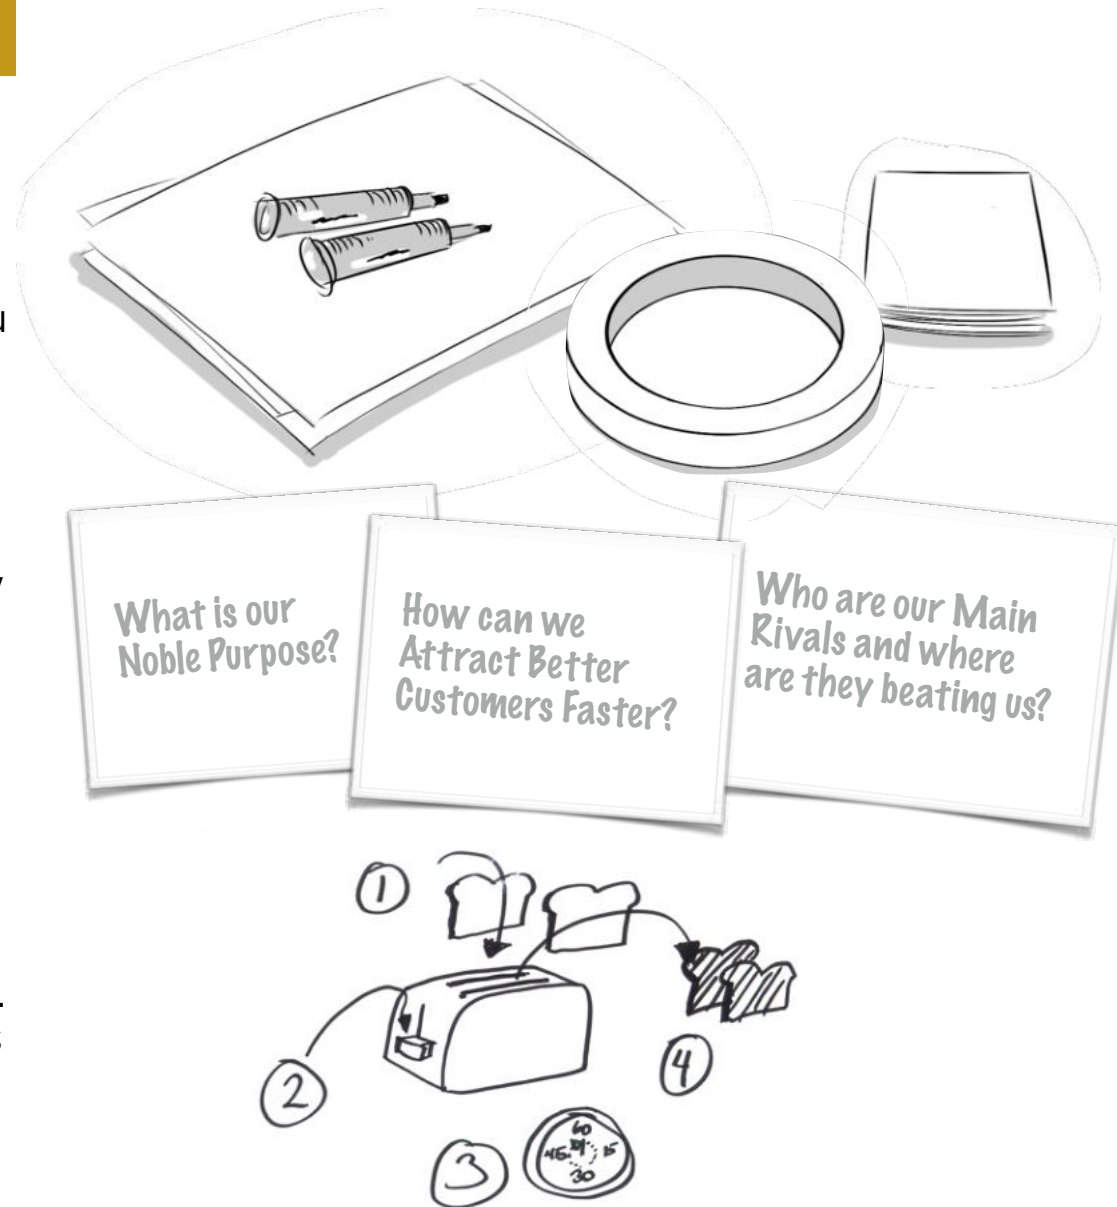 What is our
Noble Purpose?
How can we
Attract Better
Customers Faster?
Who are our Main
Rivals and where
are they beating us?
1
2
4
3
60
45
15
30